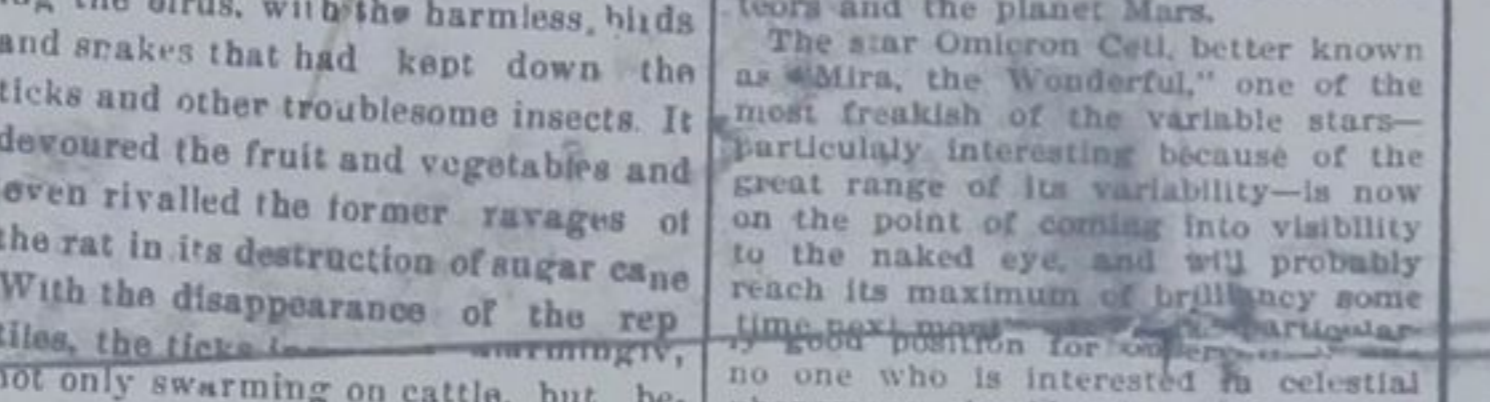 the birds, with the harmless, birds
and snakes that had kept down the
ticks and other troublesome insects. It
devoured the fruit and vegetables and
even rivalled the former ravages of
the rat in its destruction of sugar cane
With the disappearance of the rep
tiles, the ticks
not only swarming on cattle, but be-
teors and the planet Mars.
The star Omicron Ceti, better known
as "Mira, the Wonderful," one of the
most freakish of the variable stars—
particulaly interesting because of the
great range of its variability—is now
on the point of coming into visibility
to the naked eye, and will probably
reach its maximum of brilliancy some
time next particular-
ly good position for
no one who is interested in celestial